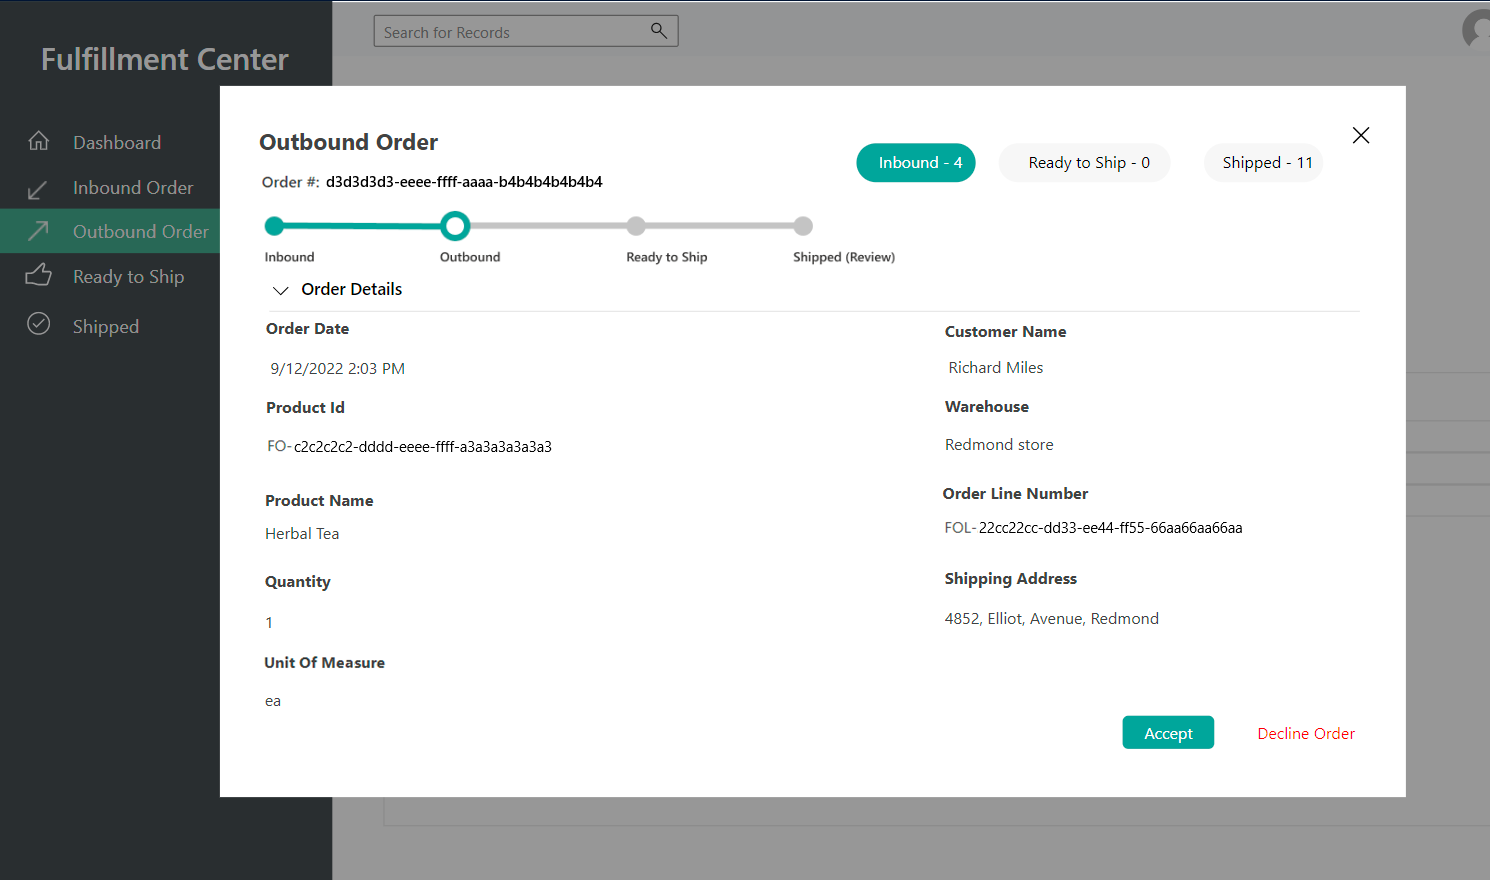 Fulfillment Center
Search for Records
Dashboard
Inbound Order
Outbound Order
Ready to Ship
Shipped
Outbound Order
Order #: d3d3d3d3-eeee-ffff-aaaa-b4b4b4b4b4b4
Inbound - 4
Ready to Ship - 0
Shipped - 11
Inbound
Outbound
Ready to Ship
Shipped (Review)
Order Details
Order Date
9/12/2022 2:03 PM
Product Id
FO-c2c2c2c2-dddd-eeee-ffff-a3a3a3a3a3a3
Product Name
Herbal Tea
Quantity
1
Unit Of Measure
ea
Customer Name
Richard Miles
Warehouse
Redmond store
Order Line Number
FOL-22cc22cc-dd33-ee44-ff55-66aa66aa66aa
Shipping Address
4852, Elliot, Avenue, Redmond
Accept
Decline Order